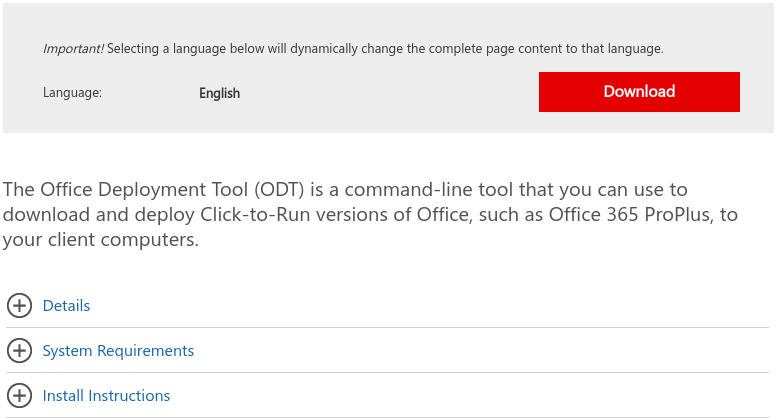 Important! Selecting a language below will dynamically change the complete page content to that language.
Language: English Download
The Office Deployment Tool (ODT) is a command-line tool that you can use to
download and deploy Click-to-Run versions of Office, such as Office 365 ProPlus, to
your client computers.
Details
System Requirements
Install Instructions